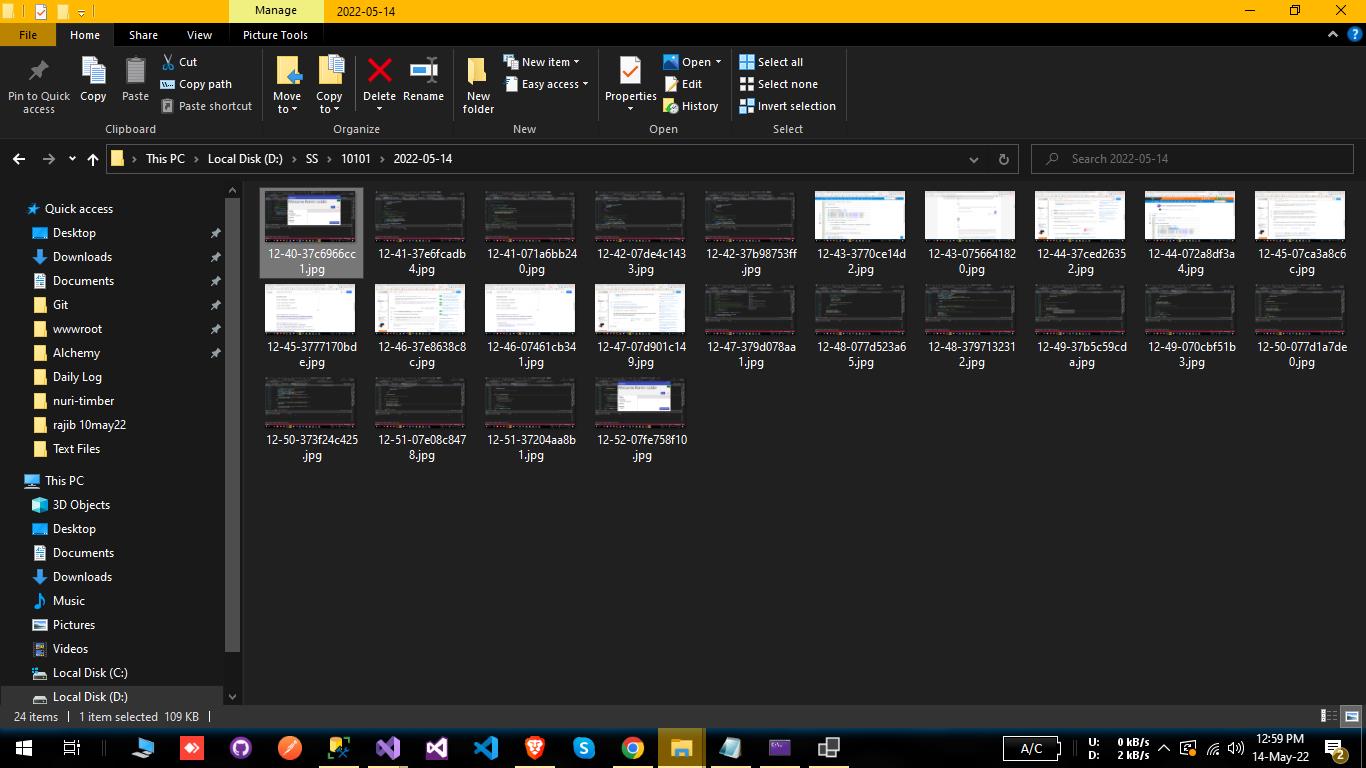 Manage
2022-05-14
File
Home
Share
View
Picture Tools
Pin to Quick access
Copy
Paste
Cut
Copy path
Paste shortcut
Clipboard
Move to
Copy to
Delete
Rename
Organize
New folder
New item
Easy access
New
Properties
Open
Edit
History
Open
Select all
Select none
Invert selection
Select
This PC
Local Disk (D:)
SS
10101
2022-05-14
Search 2022-05-14
Quick access
Desktop
Downloads
Documents
Git
wwwroot
Alchemy
Daily Log
nuri-timber
rajib 10may22
Text Files
This PC
3D Objects
Desktop
Documents
Downloads
Music
Pictures
Videos
Local Disk (C:)
Local Disk (D:)
12-40-37c6966cc1.jpg
12-41-37e6fcadb4.jpg
12-41-071a6bb240.jpg
12-42-07de4c1433.jpg
12-42-37b98753ff.jpg
12-43-3770ce14d2.jpg
12-43-0756641820.jpg
12-44-37ced26352.jpg
12-44-072a8df3a4.jpg
12-45-07ca3a8c6c.jpg
12-45-3777170bde.jpg
12-46-37e8638c8c.jpg
12-46-07461cb341.jpg
12-47-07d901c149.jpg
12-47-379d078aa1.jpg
12-48-077d523a65.jpg
12-48-3797132312.jpg
12-49-37b5c59cda.jpg
12-49-070cbf51b3.jpg
12-50-077d1a7de0.jpg
12-50-373f24c425.jpg
12-51-07e08c8478.jpg
12-51-37204aa8b1.jpg
12-52-07fe758f10.jpg
24 items
1 item selected 109 KB
A/C
U: 0 kB/s
D: 2 kB/s
12:59 PM
14-May-22
2